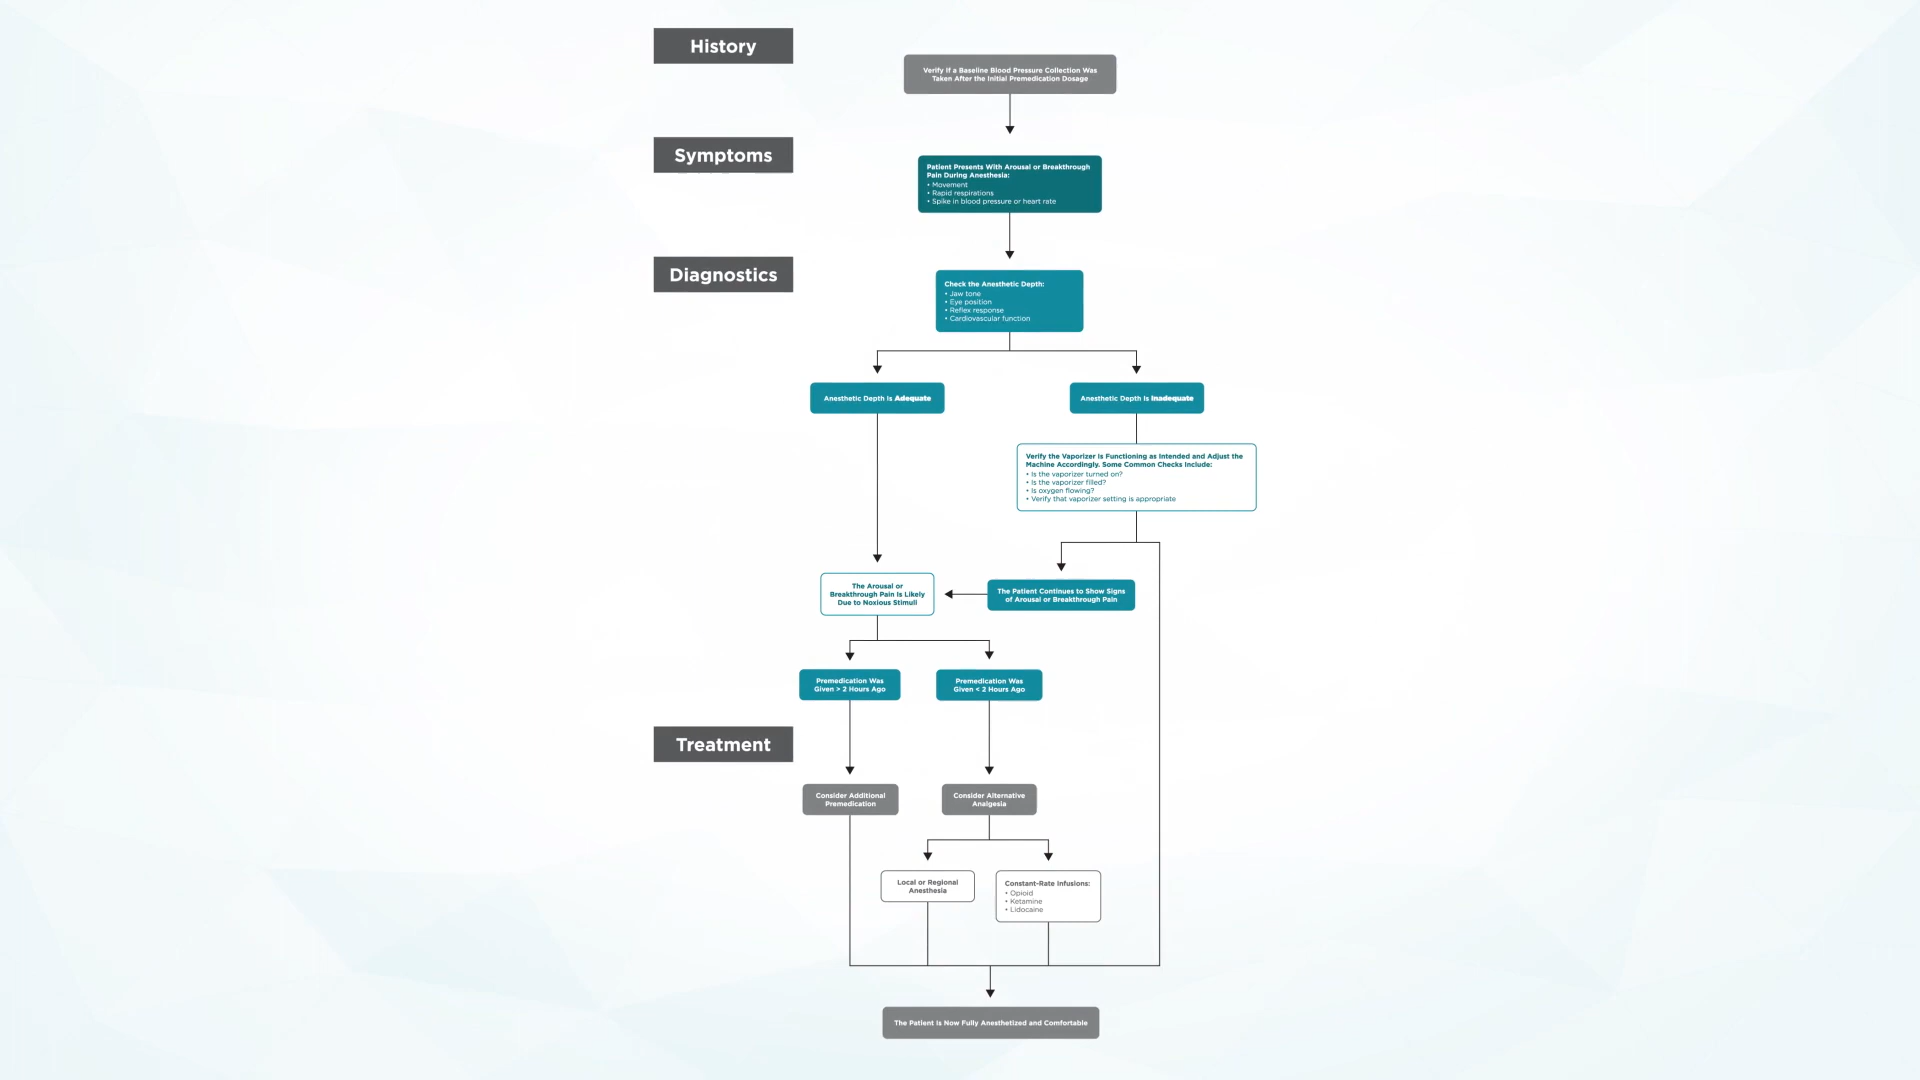 History
Verify If a Baseline Blood Pressure Collection Was
Taken After the Initial Premedication Dosage
Symptoms
Patient Presents With Arousal or Breakthrough
Pain During Anesthesia:
• Movement
• Rapid respirations
• Spike in blood pressure or heart rate
Diagnostics
Check the Anesthetic Depth:
• Jaw tone
• Eye position
• Reflex response
• Cardiovascular function
Anesthetic Depth Is Adequate
Anesthetic Depth Is Inadequate
Verify the Vaporizer Is Functioning as Intended and Adjust the
Machine Accordingly. Some Common Checks Include:
• Is the vaporizer turned on?
• Is the vaporizer filled?
• Is oxygen flowing?
• Verify that vaporizer setting is appropriate
The Arousal or
Breakthrough Pain Is Likely
Due to Noxious Stimuli
The Patient Continues to Show Signs
of Arousal or Breakthrough Pain
Premedication Was
Given > 2 Hours Ago
Premedication Was
Given < 2 Hours Ago
Treatment
Consider Additional
Premedication
Consider Alternative
Analgesia
Local or Regional
Anesthesia
Constant-Rate Infusions:
• Opioid
• Ketamine
• Lidocaine
The Patient Is Now Fully Anesthetized and Comfortable